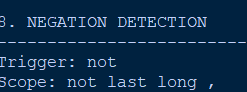 8. NEGATION DETECTION
--------------------------
Trigger: not
Scope: not last long ,